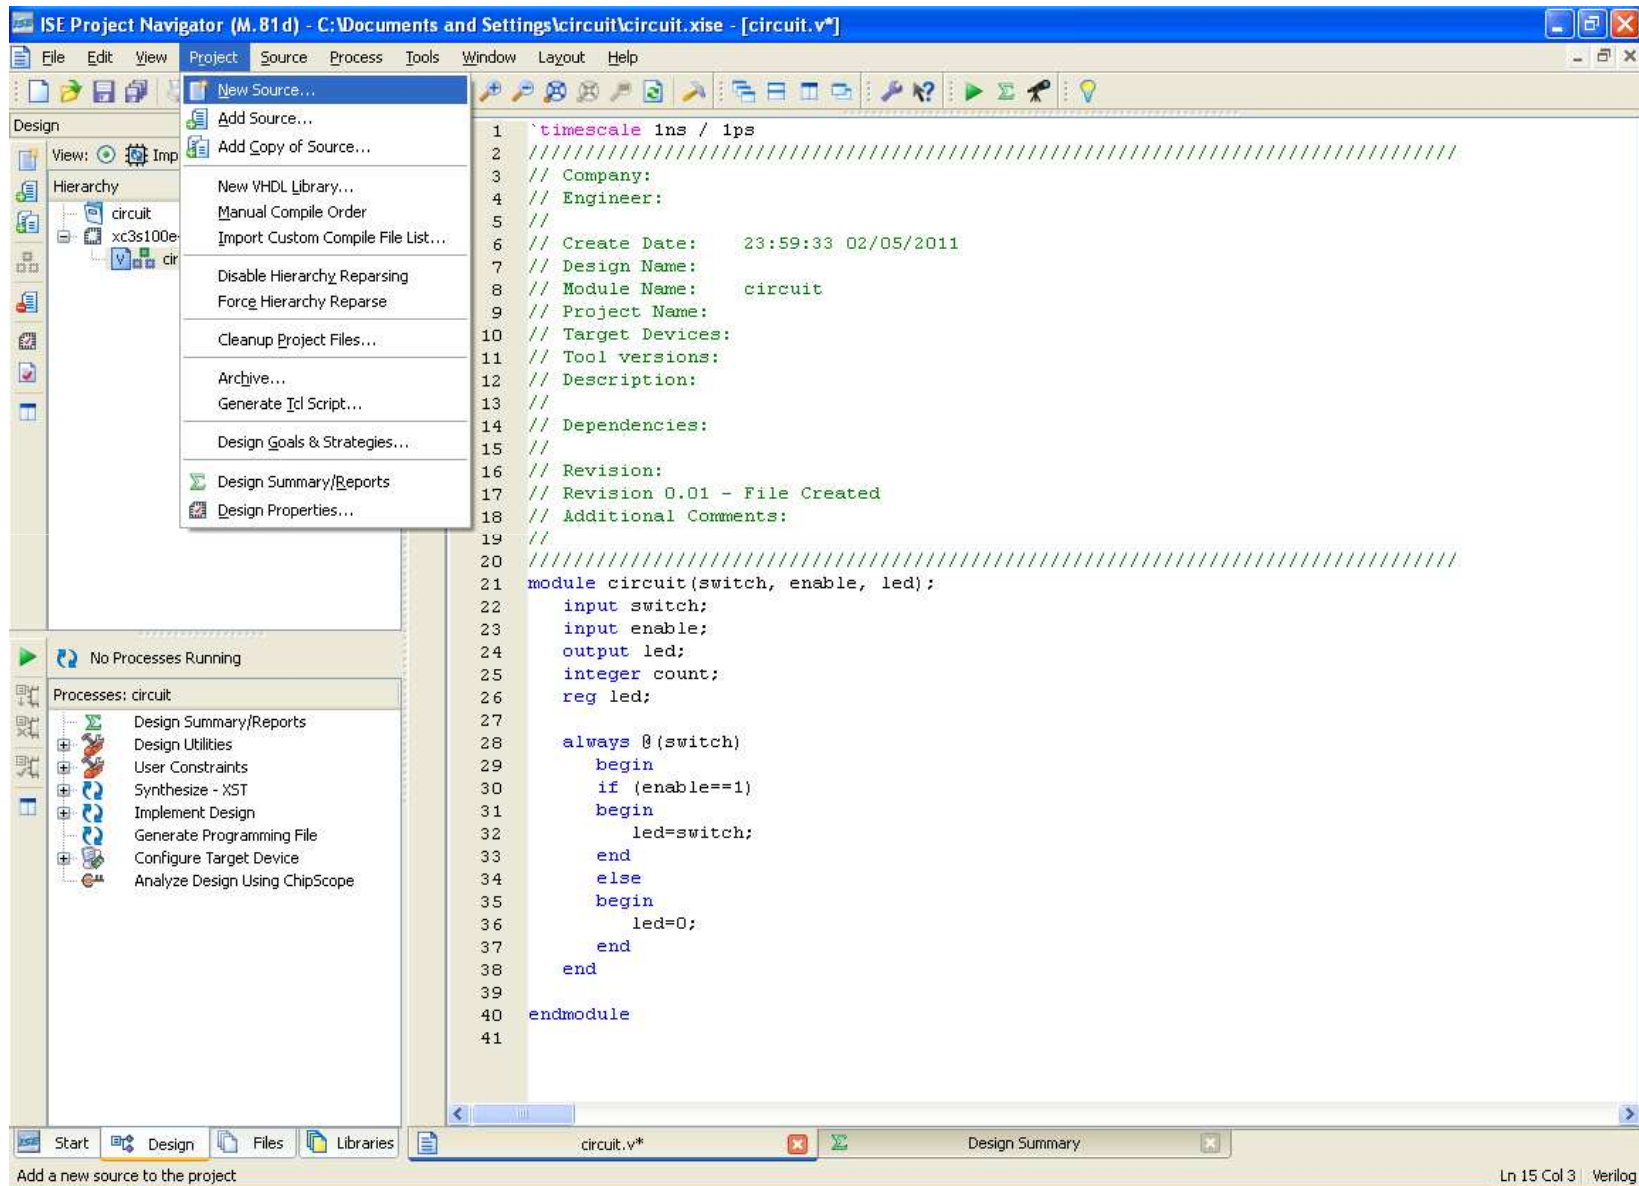 ISE Project Navigator (M.81d) - C:\Documents and Settings\circuit\circuit.xise - [circuit.v*]
File Edit View Project Source Process Tools Window Layout Help
New Source...
Add Source...
Add Copy of Source...
New VHDL Library...
Manual Compile Order
Import Custom Compile File List...
Disable Hierarchy Reparsing
Force Hierarchy Reparse
Cleanup Project Files...
Archive...
Generate Tcl Script...
Design Goals & Strategies...
Design Summary/Reports
Design Properties...
Design
View: Imp
Hierarchy
circuit
xc3s100e-
V cir
No Processes Running
Processes: circuit
Design Summary/Reports
Design Utilities
User Constraints
Synthesize - XST
Implement Design
Generate Programming File
Configure Target Device
Analyze Design Using ChipScope
1 `timescale 1ns / 1ps
2 //////////////////////////////////////////////////////////////////////////////////
3 // Company:
4 // Engineer:
5 //
6 // Create Date:    23:59:33 02/05/2011
7 // Design Name:
8 // Module Name:    circuit
9 // Project Name:
10 // Target Devices:
11 // Tool versions:
12 // Description:
13 //
14 // Dependencies:
15 //
16 // Revision:
17 // Revision 0.01 - File Created
18 // Additional Comments:
19 //
20 //////////////////////////////////////////////////////////////////////////////////
21 module circuit(switch, enable, led);
22    input switch;
23    input enable;
24    output led;
25    integer count;
26    reg led;
27
28    always @(switch)
29       begin
30       if (enable==1)
31       begin
32          led=switch;
33       end
34       else
35       begin
36          led=0;
37       end
38    end
39
40 endmodule
41
Start Design Files Libraries circuit.v* Design Summary
Add a new source to the project Ln 15 Col 3 Verilog